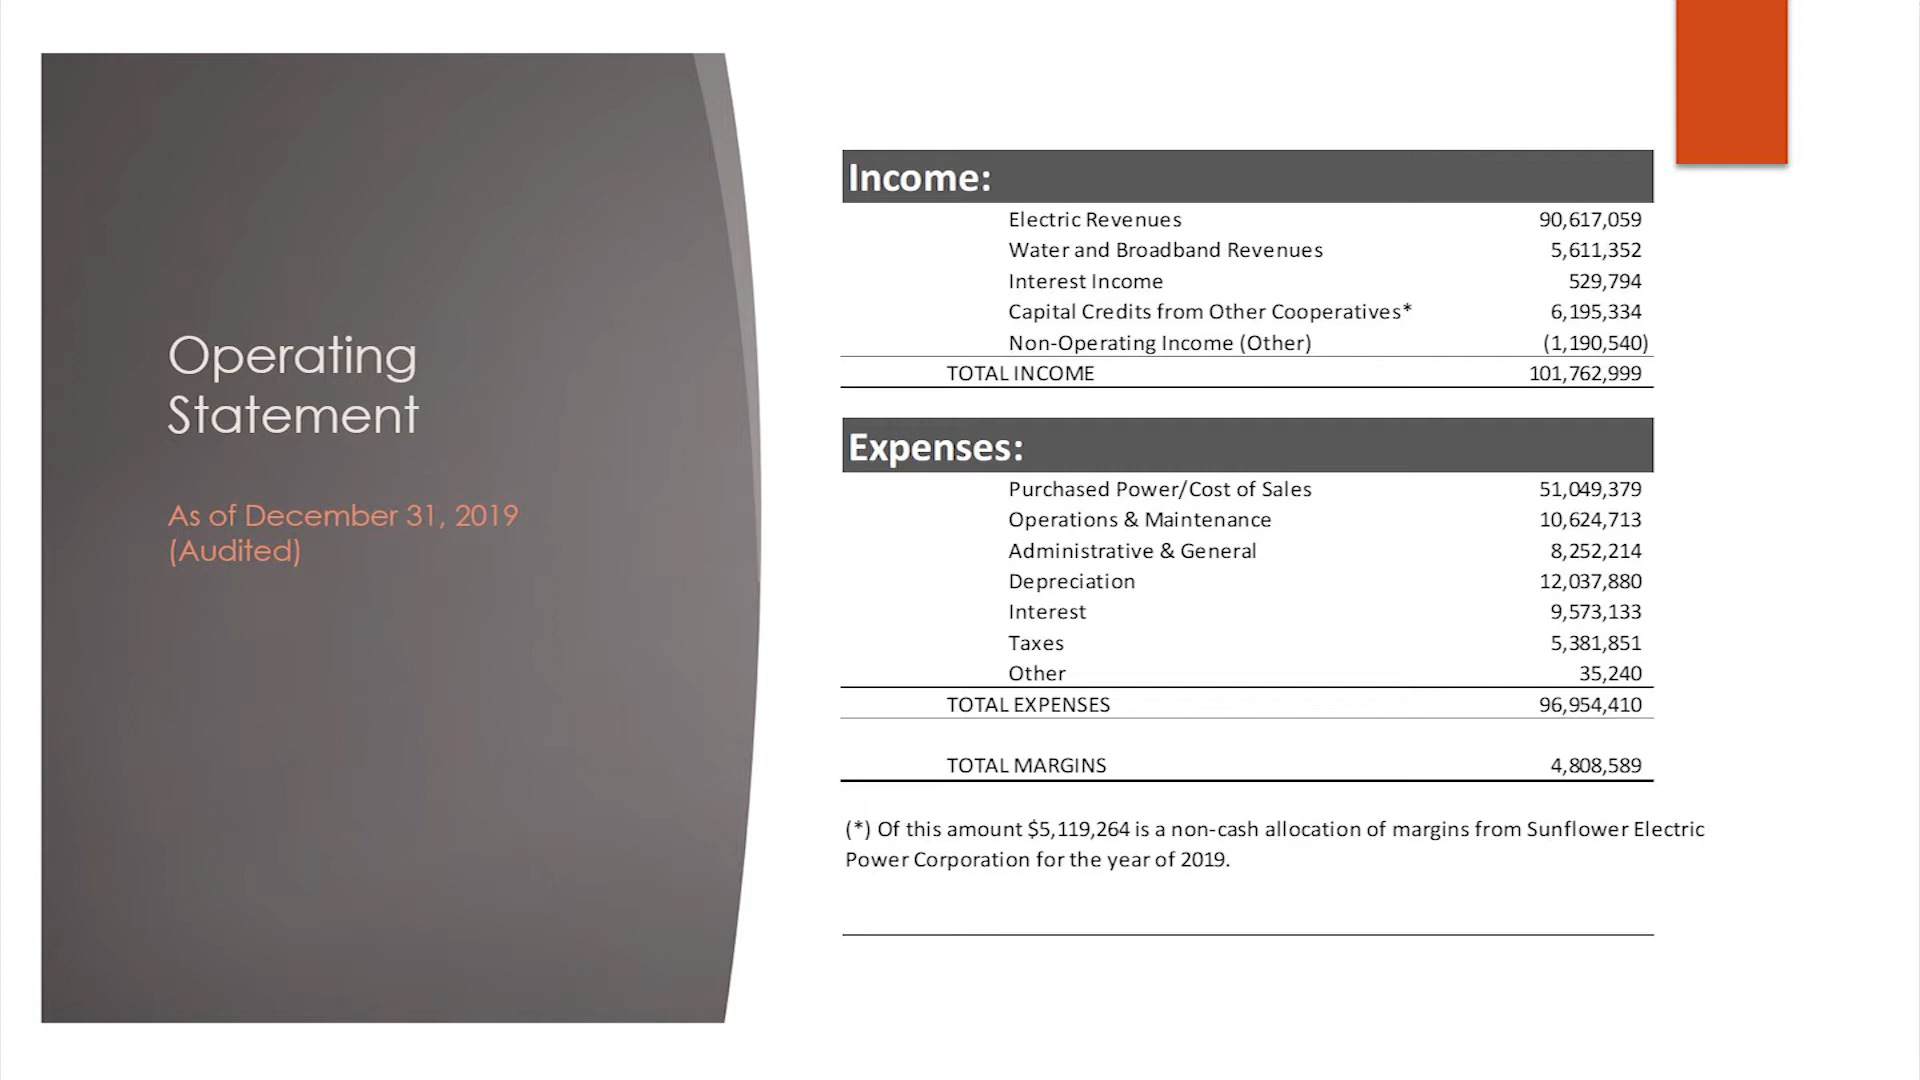 Operating
Statement
As of December 31, 2019
(Audited)
Income:
Electric Revenues 90,617,059
Water and Broadband Revenues 5,611,352
Interest Income 529,794
Capital Credits from Other Cooperatives* 6,195,334
Non-Operating Income (Other) (1,190,540)
TOTAL INCOME 101,762,999
Expenses:
Purchased Power/Cost of Sales 51,049,379
Operations & Maintenance 10,624,713
Administrative & General 8,252,214
Depreciation 12,037,880
Interest 9,573,133
Taxes 5,381,851
Other 35,240
TOTAL EXPENSES 96,954,410
TOTAL MARGINS 4,808,589
(*) Of this amount $5,119,264 is a non-cash allocation of margins from Sunflower Electric
Power Corporation for the year of 2019.